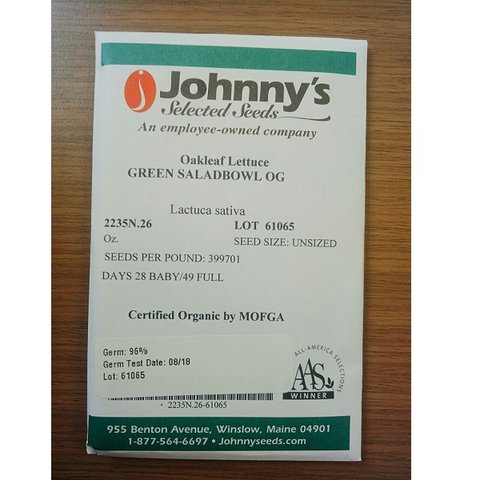 Johnny's
Selected Seeds
An employee-owned company
Oakleaf Lettuce
GREEN SALADBOWL OG
Lactuca sativa
2235N.26 LOT 61065
Oz. SEED SIZE: UNSIZED
SEEDS PER POUND: 399701
DAYS 28 BABY/49 FULL
Certified Organic by MOFGA
Germ: 96%
Germ Test Date: 08/18
Lot: 61065
ALL-AMERICA SELECTIONS
AAS
WINNER
• 2235N.26-61065
955 Benton Avenue, Winslow, Maine 04901
1-877-564-6697 • Johnnyseeds.com